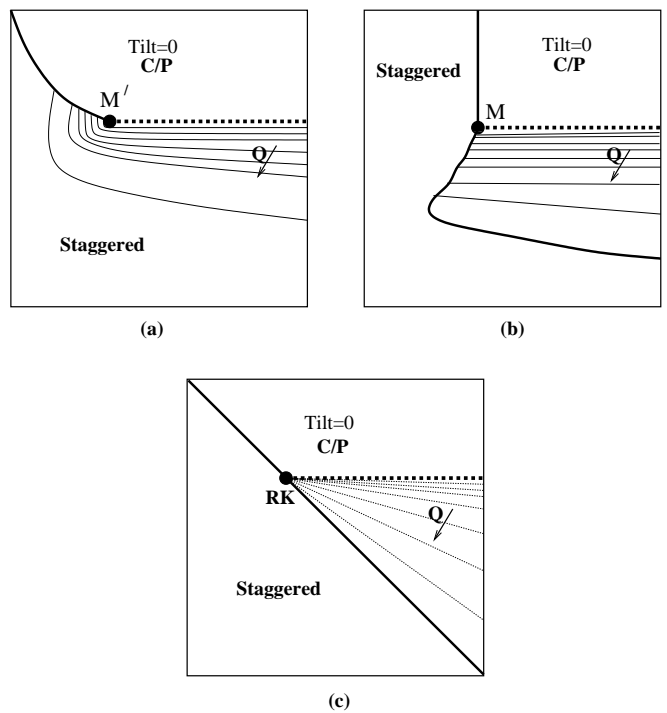 Tilt=0
C/P
M′
Q
Staggered
(a)
Staggered
Tilt=0
C/P
M
Q
(b)
Tilt=0
C/P
RK
Q
Staggered
(c)